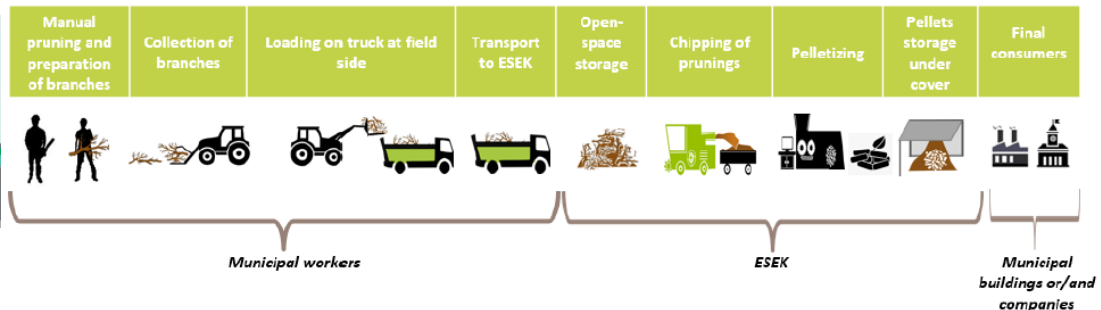 Manual
pruning and
preparation
of branches
Collection of
branches
Loading on truck at field
side
Transport
to ESEK
Open-
space
storage
Chipping of
prunings
Pelletizing
Pellets
storage
under
cover
Final
consumers
Municipal workers
ESEK
Municipal
buildings or/and
companies